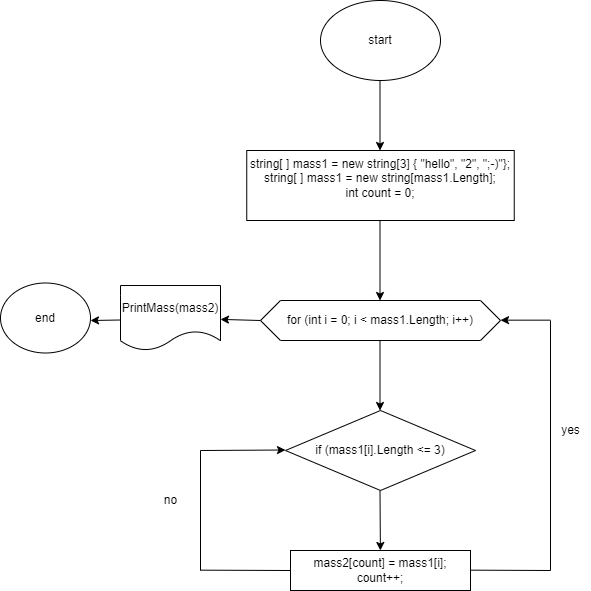 start
string[ ] mass1 = new string[3] { "hello", "2", ";-)"};
string[ ] mass1 = new string[mass1.Length];
int count = 0;
end
PrintMass(mass2)
for (int i = 0; i < mass1.Length; i++)
yes
if (mass1[i].Length <= 3)
no
mass2[count] = mass1[i];
count++;